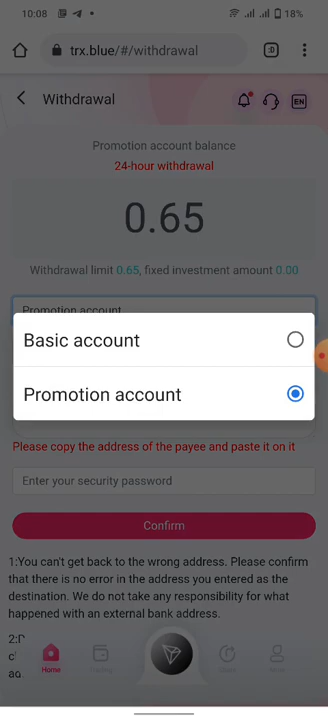 10:08
18%
trx.blue/#/withdrawal
:D
Withdrawal
EN
Promotion account balance
24-hour withdrawal
0.65
Withdrawal limit 0.65, fixed investment amount 0.00
Promotion account
Basic account
Promotion account
Please copy the address of the payee and paste it on it
Enter your security password
Confirm
1:You can't get back to the wrong address. Please confirm
that there is no error in the address you entered as the
destination. We do not take any responsibility for what
happened with an external bank address.
2:
Home